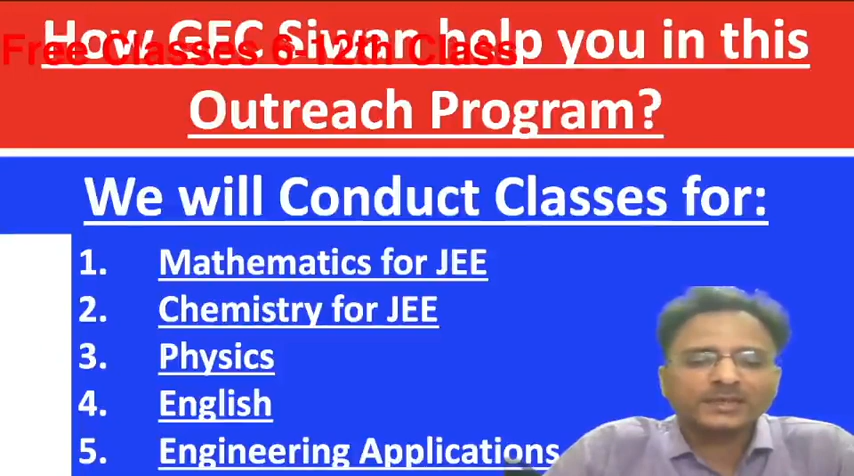 How GEC Siwan help you in this
Free Classes 6-12th Class
Outreach Program?
We will Conduct Classes for:
1. Mathematics for JEE
2. Chemistry for JEE
3. Physics
4. English
5. Engineering Applications